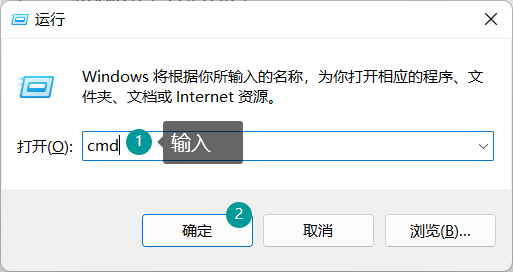 运行
Windows 将根据你所输入的名称，为你打开相应的程序、文
件夹、文档或 Internet 资源。
打开(O): cmd 1 输入
2
确定 取消 浏览(B)...